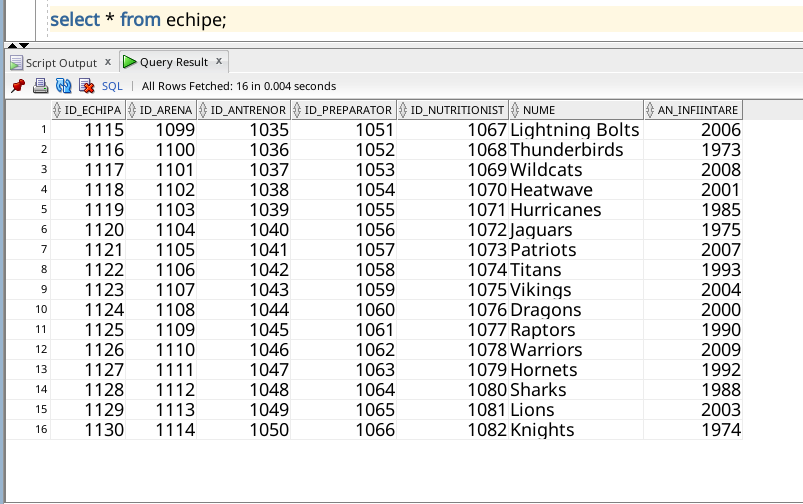 select * from echipe;
Script Output x Query Result x
SQL | All Rows Fetched: 16 in 0.004 seconds
ID_ECHIPA ID_ARENA ID_ANTRENOR ID_PREPARATOR ID_NUTRITIONIST NUME AN_INFIINTARE
1 1115 1099 1035 1051 1067 Lightning Bolts 2006
2 1116 1100 1036 1052 1068 Thunderbirds 1973
3 1117 1101 1037 1053 1069 Wildcats 2008
4 1118 1102 1038 1054 1070 Heatwave 2001
5 1119 1103 1039 1055 1071 Hurricanes 1985
6 1120 1104 1040 1056 1072 Jaguars 1975
7 1121 1105 1041 1057 1073 Patriots 2007
8 1122 1106 1042 1058 1074 Titans 1993
9 1123 1107 1043 1059 1075 Vikings 2004
10 1124 1108 1044 1060 1076 Dragons 2000
11 1125 1109 1045 1061 1077 Raptors 1990
12 1126 1110 1046 1062 1078 Warriors 2009
13 1127 1111 1047 1063 1079 Hornets 1992
14 1128 1112 1048 1064 1080 Sharks 1988
15 1129 1113 1049 1065 1081 Lions 2003
16 1130 1114 1050 1066 1082 Knights 1974